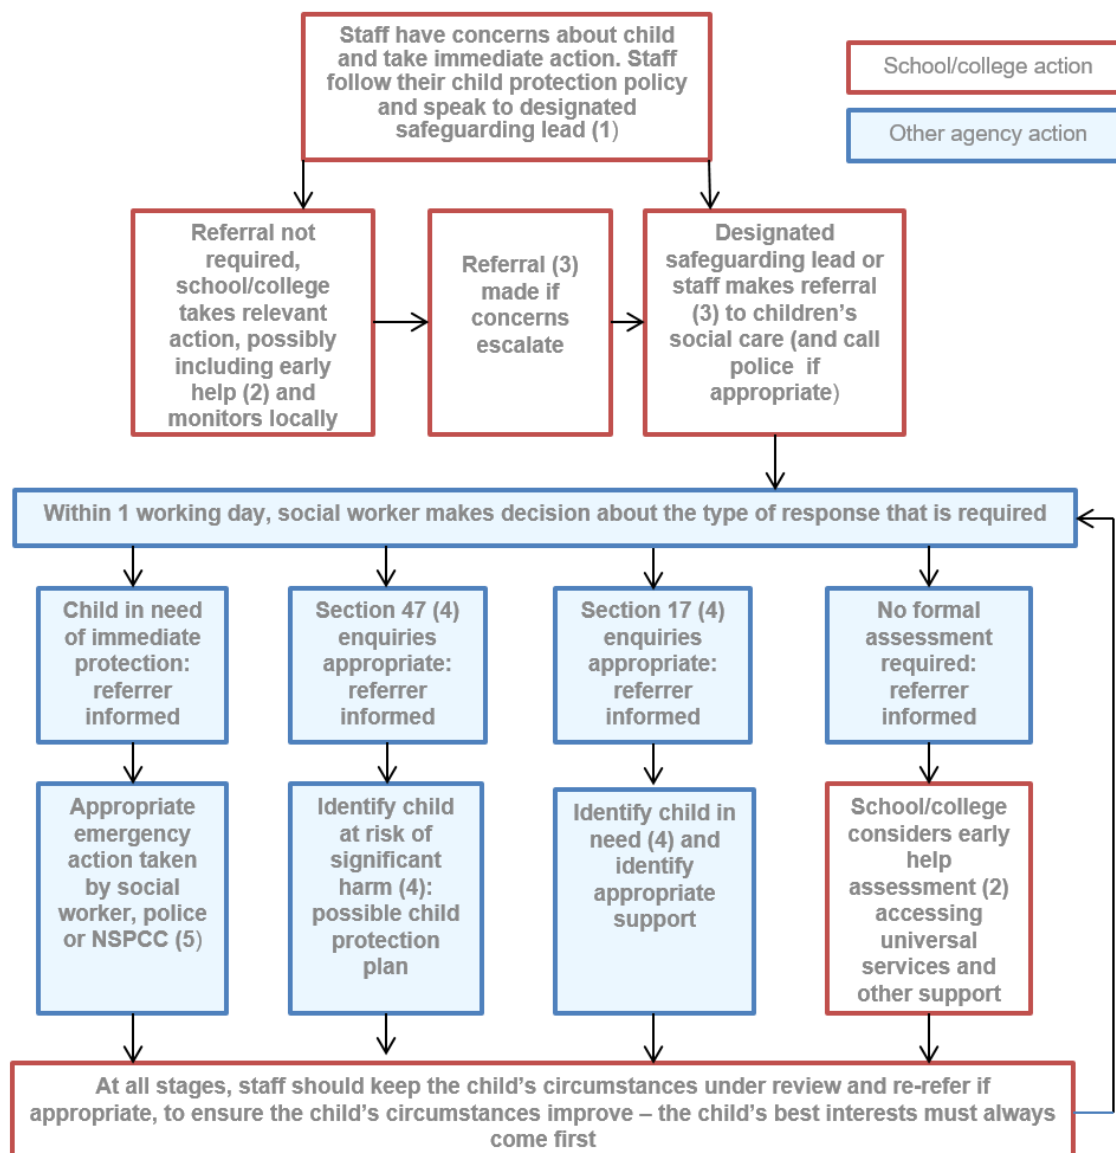 Staff have concerns about child
and take immediate action. Staff
follow their child protection policy
and speak to designated
safeguarding lead (1)
School/college action
Other agency action
Referral not
required,
school/college
takes relevant
action, possibly
including early
help (2) and
monitors locally
Referral (3)
made if
concerns
escalate
Designated
safeguarding lead or
staff makes referral
(3) to children’s
social care (and call
police  if
appropriate)
Within 1 working day, social worker makes decision about the type of response that is required
Child in need
of immediate
protection:
referrer
informed
Section 47 (4)
enquiries
appropriate:
referrer
informed
Section 17 (4)
enquiries
appropriate:
referrer
informed
No formal
assessment
required:
referrer
informed
Appropriate
emergency
action taken
by social
worker, police
or NSPCC (5)
Identify child
at risk of
significant
harm (4):
possible child
protection
plan
Identify child in
need (4) and
identify
appropriate
support
School/college
considers early
help
assessment (2)
accessing
universal
services and
other support
At all stages, staff should keep the child’s circumstances under review and re-refer if
appropriate, to ensure the child’s circumstances improve – the child’s best interests must always
come first